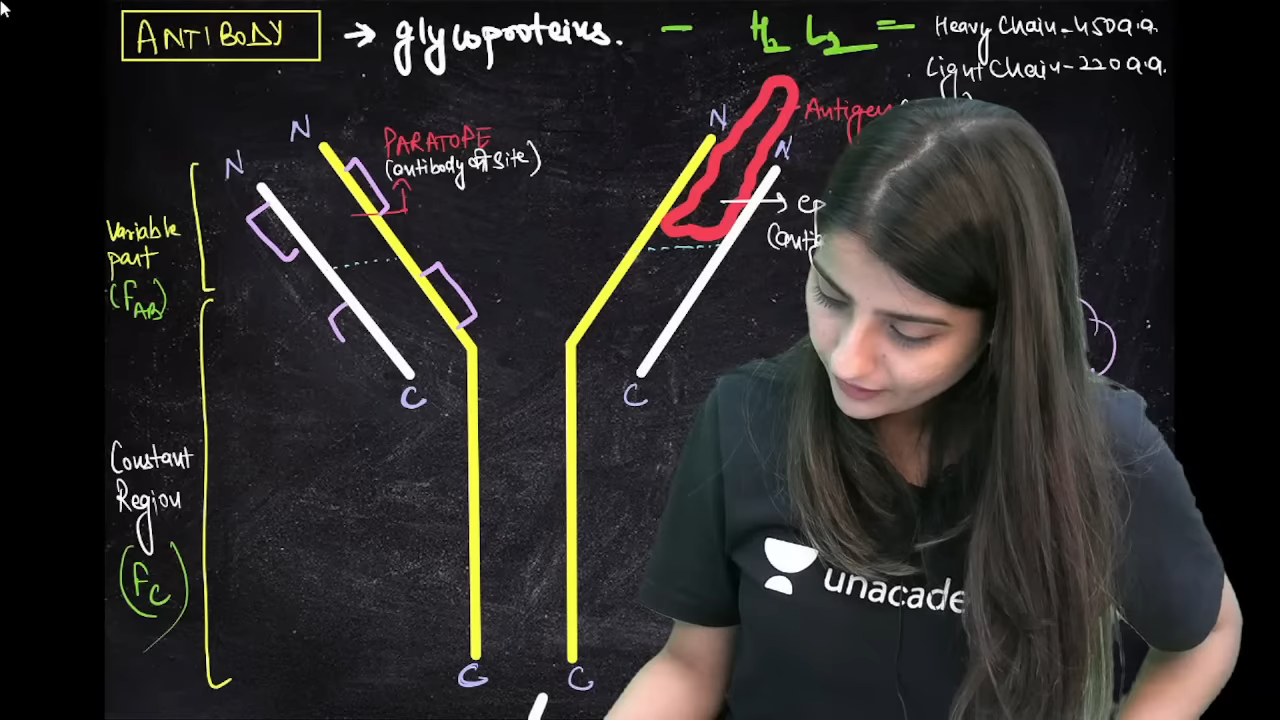 ANTIBODY → glycoproteins. - H2 L2 = Heavy Chain - 450 a.a.
Light Chain - 220 a.a.
N
N
PARATOPE
(antibody site)
N
N
Antigen
Variable
part
(FAB)
C
C
Constant
Region
(Fc)
C
C
unacade